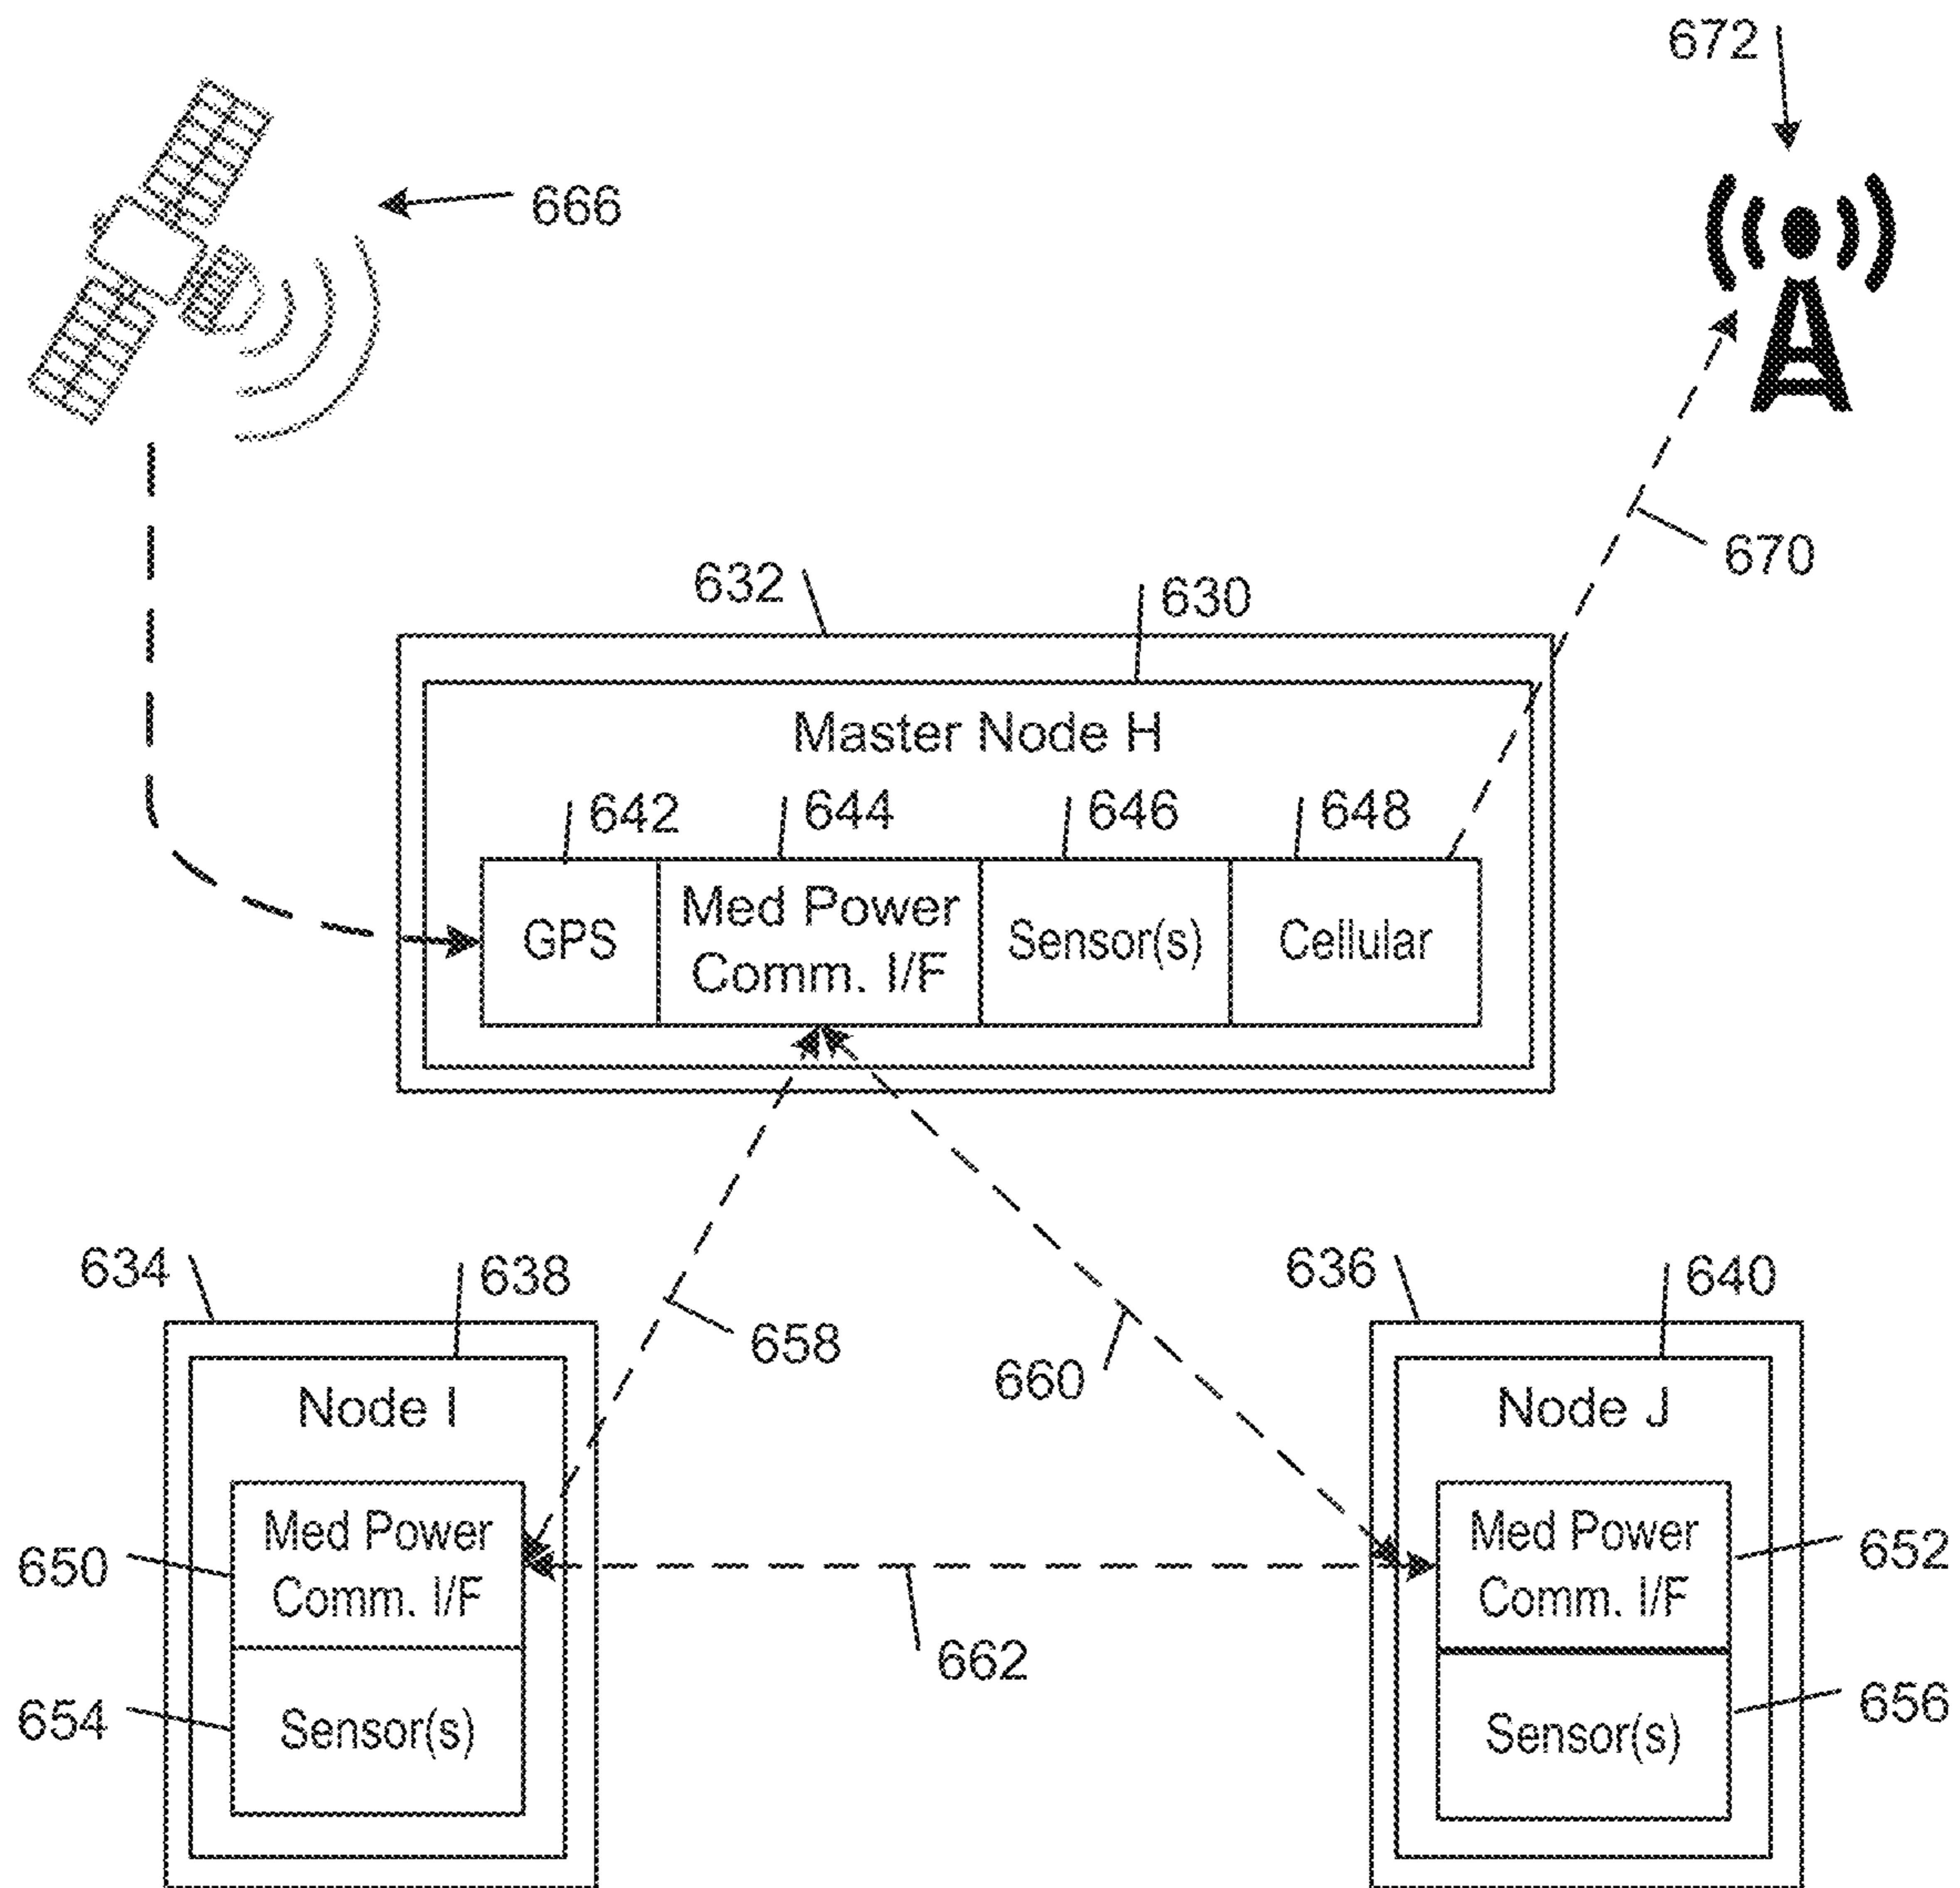 672
666
670
632
630
Master Node H
642
644
646
648
GPS
Med Power
Comm. I/F
Sensor(s)
Cellular
634
638
658
660
636
640
Node I
Node J
650
Med Power
Comm. I/F
Med Power
Comm. I/F
652
662
654
Sensor(s)
Sensor(s)
656